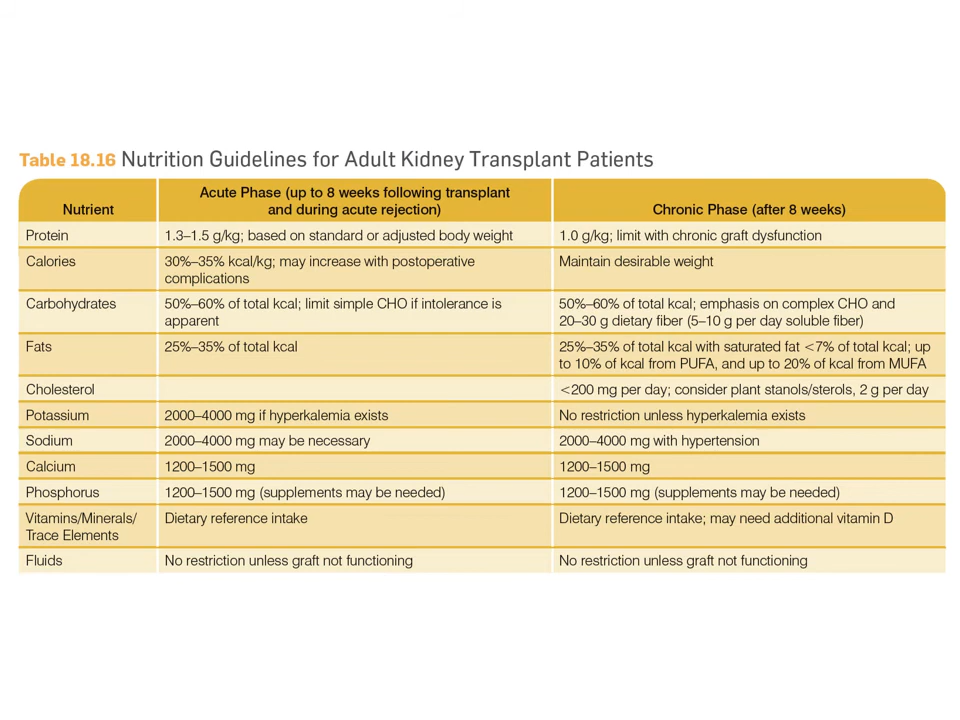 Table 18.16 Nutrition Guidelines for Adult Kidney Transplant Patients
Nutrient
Acute Phase (up to 8 weeks following transplant
and during acute rejection)
Chronic Phase (after 8 weeks)
Protein
1.3–1.5 g/kg; based on standard or adjusted body weight
1.0 g/kg; limit with chronic graft dysfunction
Calories
30%–35% kcal/kg; may increase with postoperative
complications
Maintain desirable weight
Carbohydrates
50%–60% of total kcal; limit simple CHO if intolerance is
apparent
50%–60% of total kcal; emphasis on complex CHO and
20–30 g dietary fiber (5–10 g per day soluble fiber)
Fats
25%–35% of total kcal
25%–35% of total kcal with saturated fat <7% of total kcal; up
to 10% of kcal from PUFA, and up to 20% of kcal from MUFA
Cholesterol
<200 mg per day; consider plant stanols/sterols, 2 g per day
Potassium
2000–4000 mg if hyperkalemia exists
No restriction unless hyperkalemia exists
Sodium
2000–4000 mg may be necessary
2000–4000 mg with hypertension
Calcium
1200–1500 mg
1200–1500 mg
Phosphorus
1200–1500 mg (supplements may be needed)
1200–1500 mg (supplements may be needed)
Vitamins/Minerals/
Trace Elements
Dietary reference intake
Dietary reference intake; may need additional vitamin D
Fluids
No restriction unless graft not functioning
No restriction unless graft not functioning